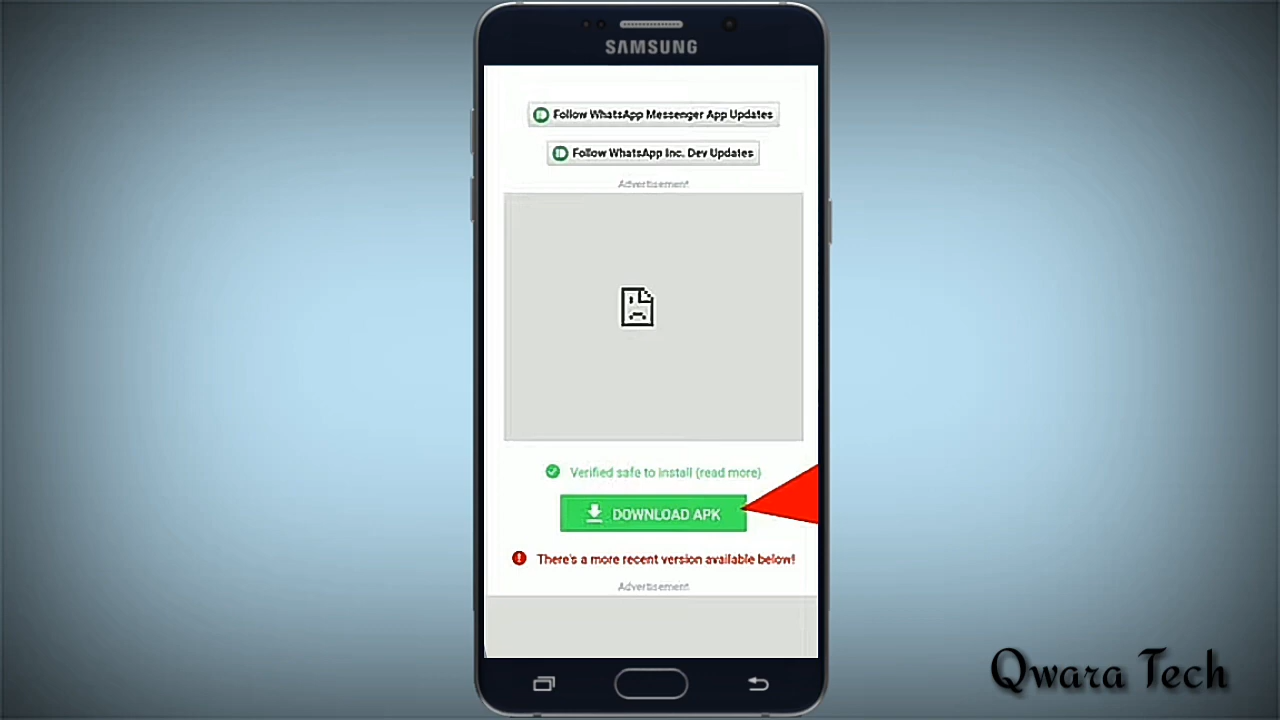 SAMSUNG
Follow WhatsApp Messenger App Updates
Follow WhatsApp Inc. Dev Updates
Advertisement
Verified safe to install (read more)
DOWNLOAD APK
There's a more recent version available below!
Advertisement
Qwara Tech